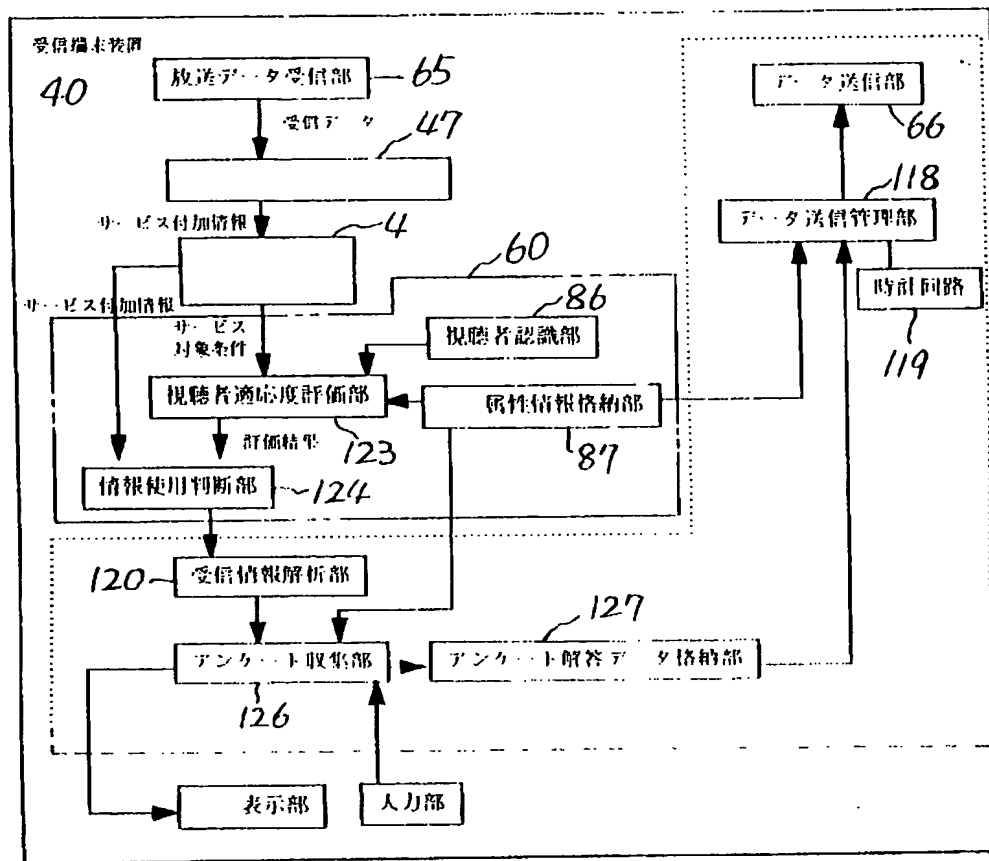 受信端末装置
40
放送データ受信部
65
データ送信部
66
受信データ
47
118
データ送信管理部
サービス付加情報
4
60
時計回路
119
サービス付加情報
サービス
対象条件
86
視聴者認識部
視聴者適応度評価部
123
属性情報格納部
87
評価結果
情報使用判断部
124
120
受信情報解析部
127
アンケート収集部
126
アンケート解答データ格納部
表示部
入力部